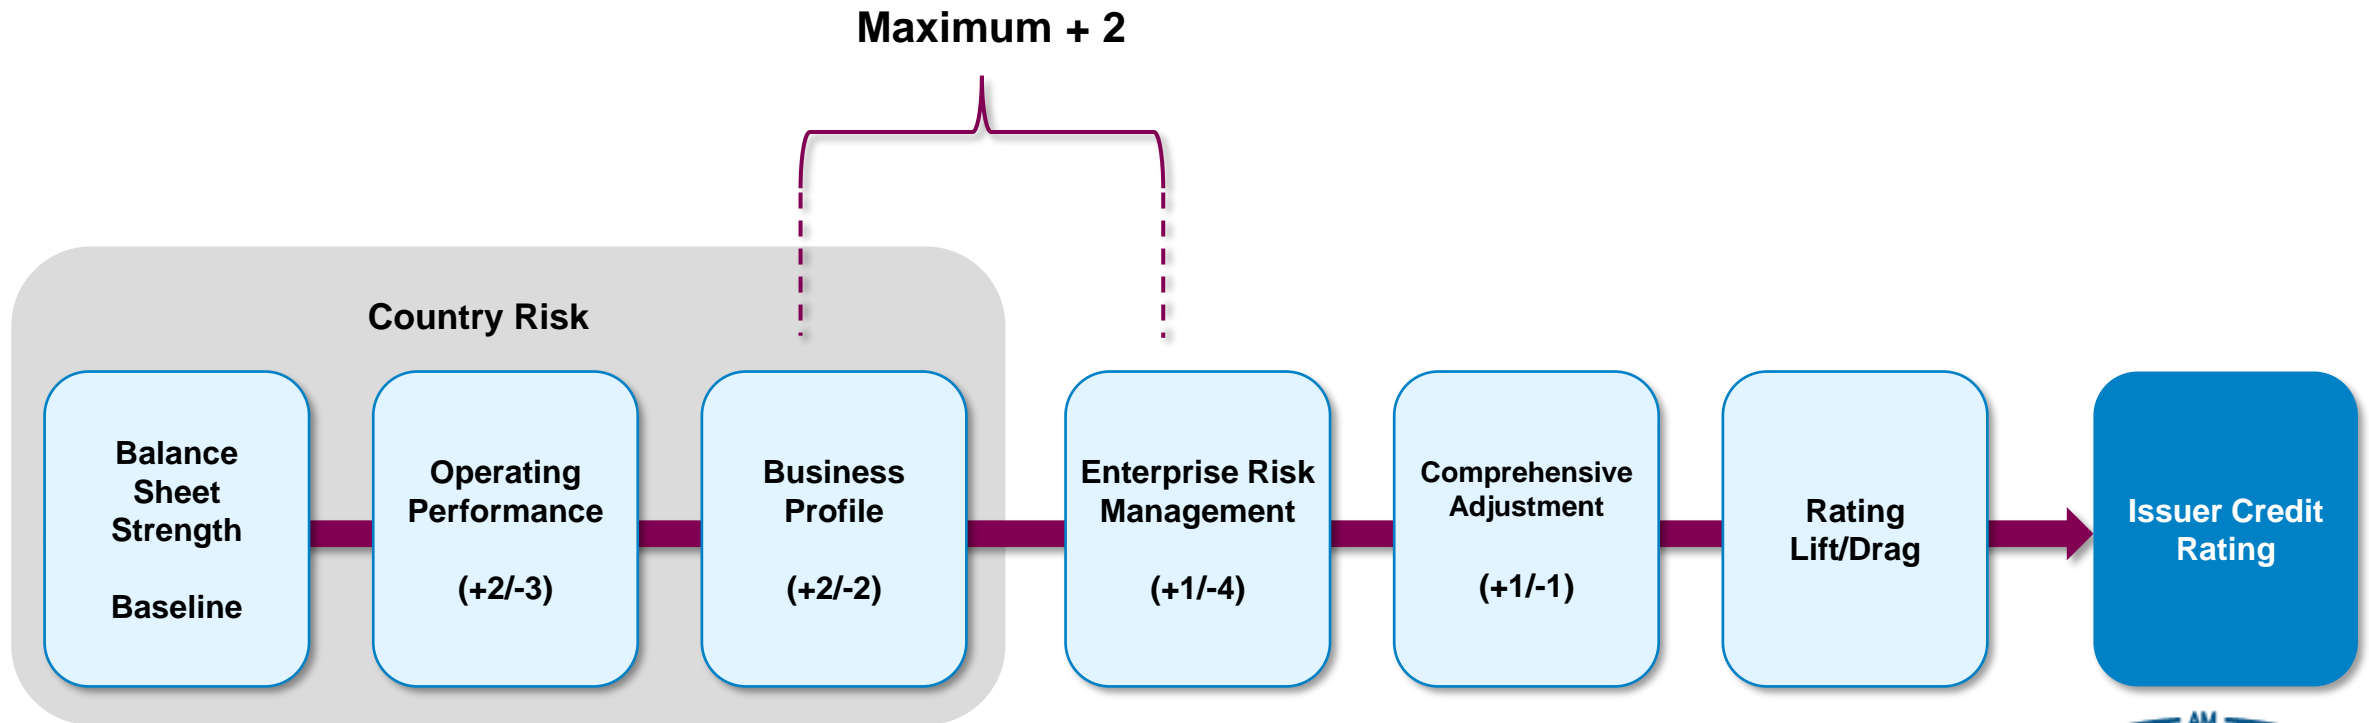 Maximum + 2
Country Risk
Balance
Sheet
Strength
Baseline
Operating
Performance
(+2/-3)
Business
Profile
(+2/-2)
Enterprise Risk
Management
(+1/-4)
Comprehensive
Adjustment
(+1/-1)
Rating
Lift/Drag
Issuer Credit
Rating
AM